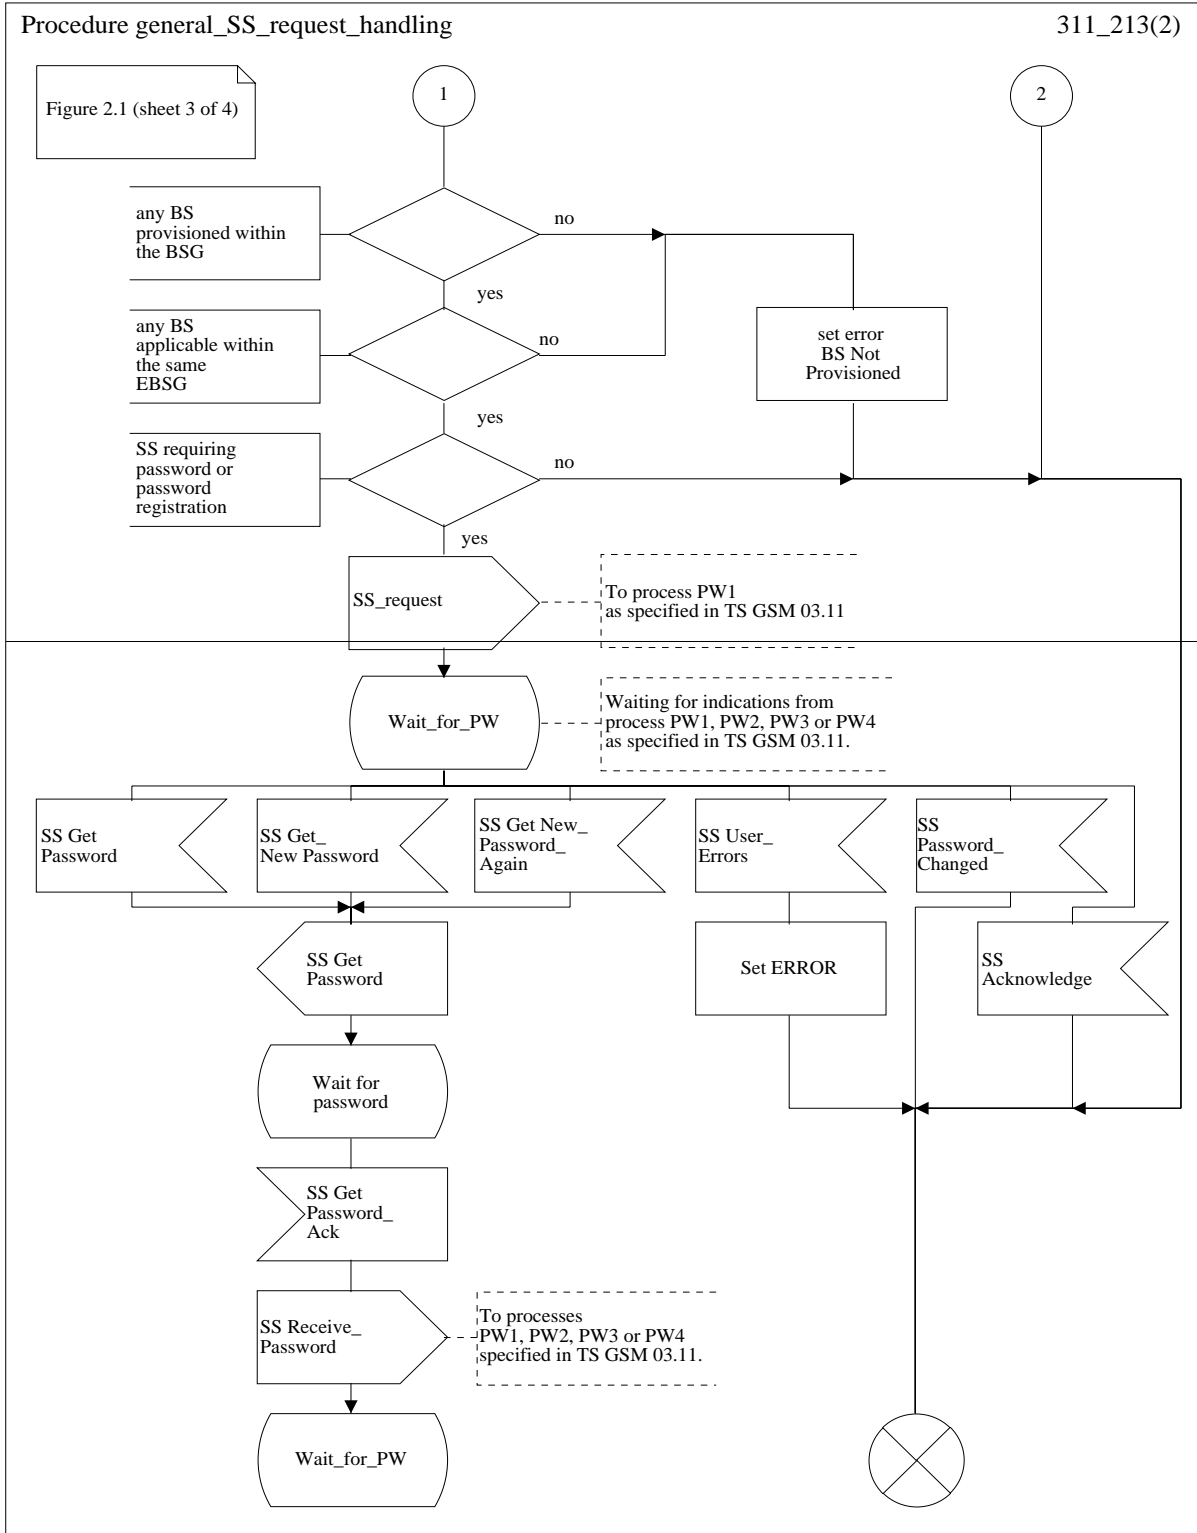 Procedure general_SS_request_handling
311_213(2)
Figure 2.1 (sheet 3 of 4)
1
2
any BS
provisioned within
the BSG
no
yes
any BS
applicable within
the same
EBSG
no
set error
BS Not
Provisioned
yes
SS requiring
password or
password
registration
no
yes
SS_request
To process PW1
as specified in TS GSM 03.11
Wait_for_PW
Waiting for indications from
process PW1, PW2, PW3 or PW4
as specified in TS GSM 03.11.
SS Get
Password
SS Get_
New Password
SS Get New_
Password_
Again
SS User_
Errors
SS
Password_
Changed
SS Get
Password
Set ERROR
SS
Acknowledge
Wait for
password
SS Get
Password_
Ack
SS Receive_
Password
To processes
PW1, PW2, PW3 or PW4
specified in TS GSM 03.11.
Wait_for_PW